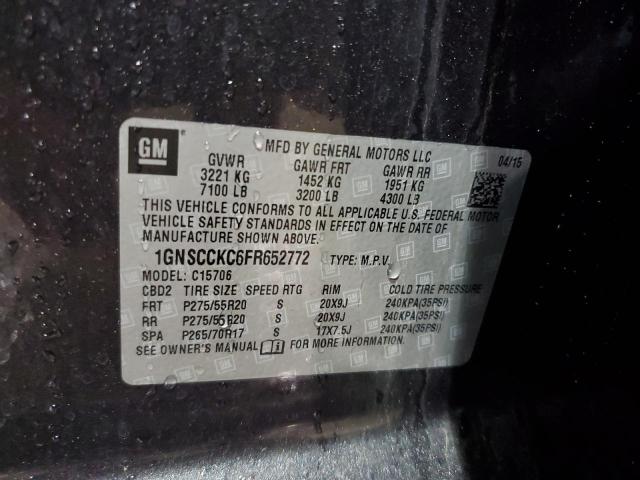 GM
MFD BY GENERAL MOTORS LLC
04/15
GVWR GAWR FRT GAWR RR
3221 KG 1452 KG 1951 KG
7100 LB 3200 LB 4300 LB
THIS VEHICLE CONFORMS TO ALL APPLICABLE U.S. FEDERAL MOTOR
VEHICLE SAFETY STANDARDS IN EFFECT ON THE DATE OF
MANUFACTURE SHOWN ABOVE.
1GNSCCKC6FR652772 TYPE: M.P.V.
MODEL: C15706
CBD2 TIRE SIZE SPEED RTG RIM COLD TIRE PRESSURE
FRT P275/55R20 S 20X9J 240KPA(35PSI)
RR P275/55R20 S 20X9J 240KPA(35PSI)
SPA P265/70R17 S 17X7.5J 240KPA(35PSI)
SEE OWNER'S MANUAL i FOR MORE INFORMATION.